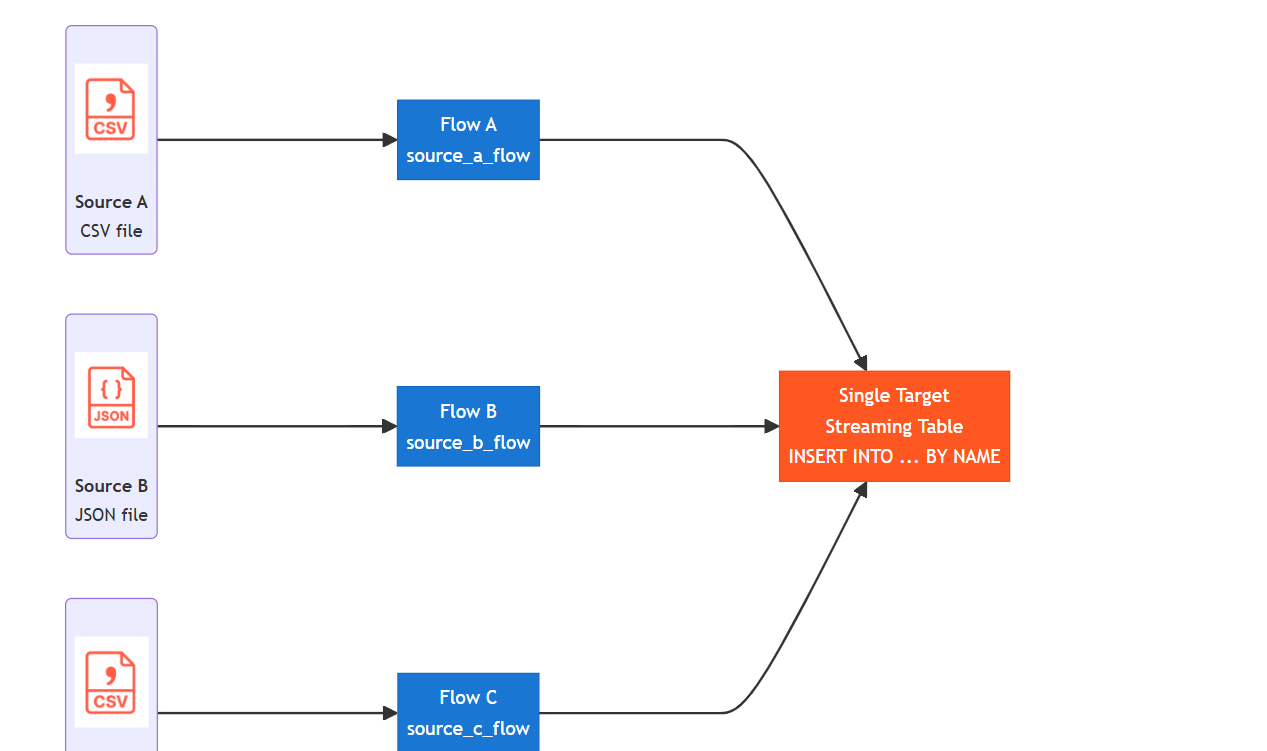 CSV
Source A
CSV file
Flow A
source_a_flow
{ }
JSON
Source B
JSON file
Flow B
source_b_flow
Single Target
Streaming Table
INSERT INTO ... BY NAME
CSV
Flow C
source_c_flow